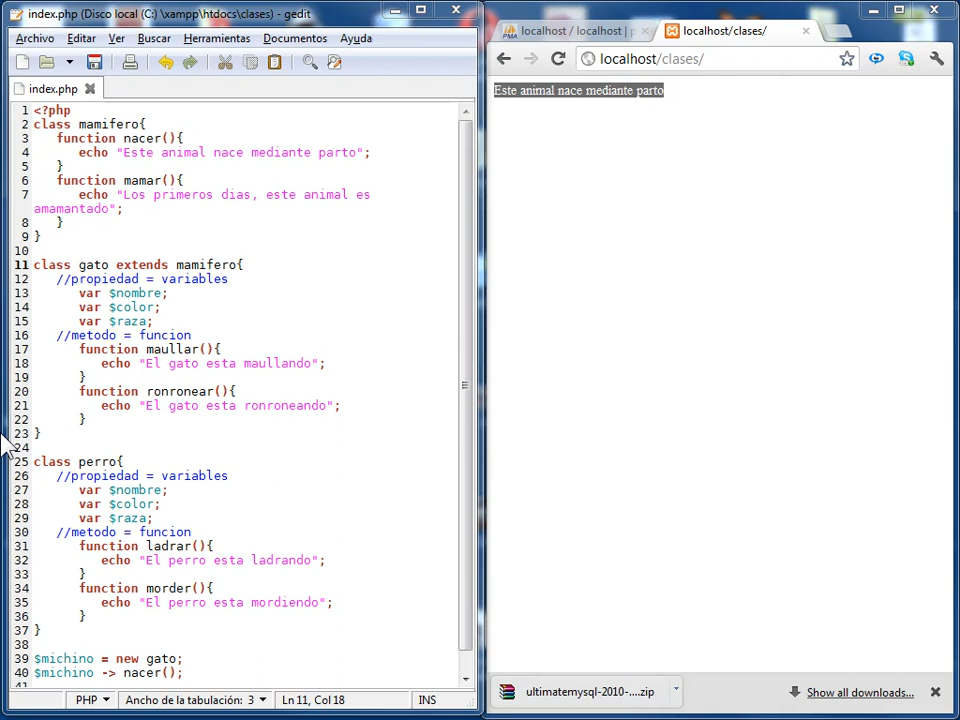 index.php (Disco local (C:) \xampp\htdocs\clases) - gedit
Archivo Editar Ver Buscar Herramientas Documentos Ayuda
index.php
1 <?php
2 class mamifero{
3 function nacer(){
4 echo "Este animal nace mediante parto";
5 }
6 function mamar(){
7 echo "Los primeros dias, este animal es
amamantado";
8 }
9 }
10
11 class gato extends mamifero{
12 //propiedad = variables
13 var $nombre;
14 var $color;
15 var $raza;
16 //metodo = funcion
17 function maullar(){
18 echo "El gato esta maullando";
19 }
20 function ronronear(){
21 echo "El gato esta ronroneando";
22 }
23 }
24
25 class perro{
26 //propiedad = variables
27 var $nombre;
28 var $color;
29 var $raza;
30 //metodo = funcion
31 function ladrar(){
32 echo "El perro esta ladrando";
33 }
34 function morder(){
35 echo "El perro esta mordiendo";
36 }
37 }
38
39 $michino = new gato;
40 $michino -> nacer();
41
PHP Ancho de la tabulación: 3 Ln 11, Col 18 INS
PMA localhost / localhost | p localhost/clases/
localhost/clases/
Este animal nace mediante parto
ultimatemysql-2010-....zip Show all downloads...